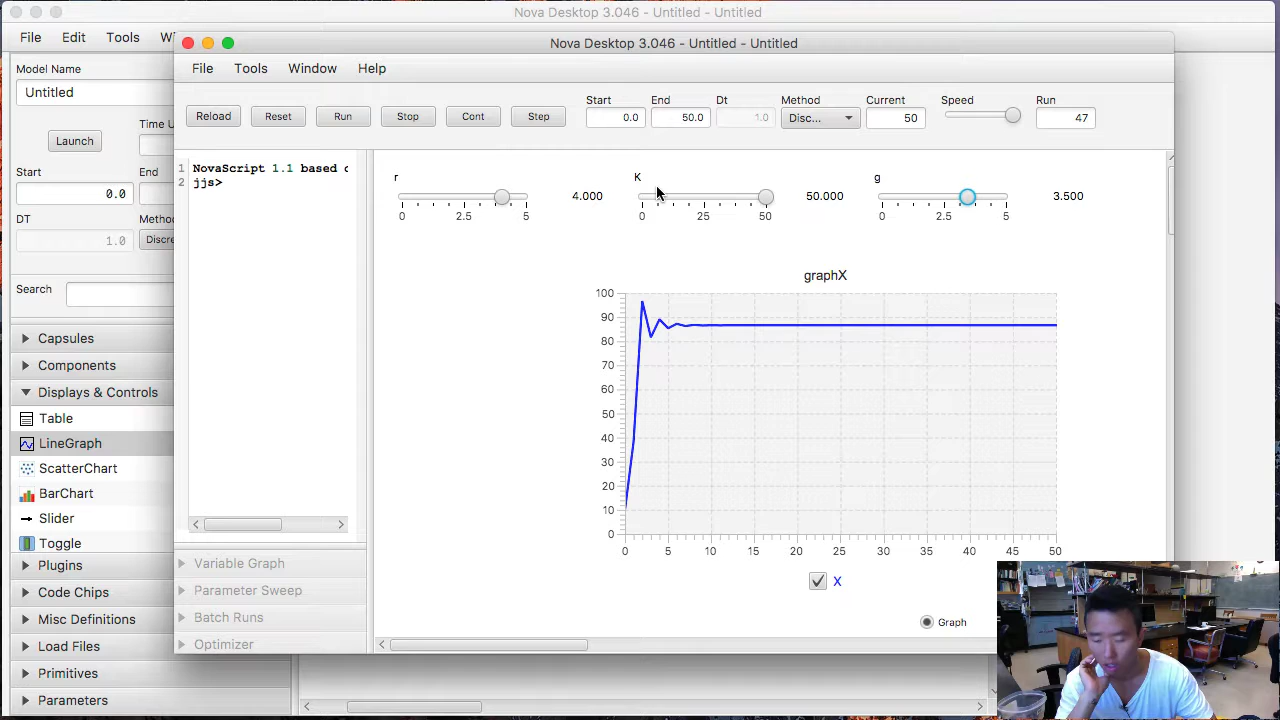 Nova Desktop 3.046 - Untitled - Untitled
File Edit Tools Wi
Nova Desktop 3.046 - Untitled - Untitled
File Tools Window Help
Model Name
Untitled
Launch
Time U
Start End
0.0
DT Metho
1.0 Discre
Search
Capsules
Components
Displays & Controls
Table
LineGraph
ScatterChart
BarChart
Slider
Toggle
Plugins
Code Chips
Misc Definitions
Load Files
Primitives
Parameters
Reload Reset Run Stop Cont Step
Start End Dt Method Current Speed Run
0.0 50.0 1.0 Disc... 50 47
1 NovaScript 1.1 based o
2 jjs>
Variable Graph
Parameter Sweep
Batch Runs
Optimizer
r K g
4.000 50.000 3.500
0 2.5 5 0 25 50 0 2.5 5
graphX
100
90
80
70
60
50
40
30
20
10
0
0 5 10 15 20 25 30 35 40 45 50
X
Graph